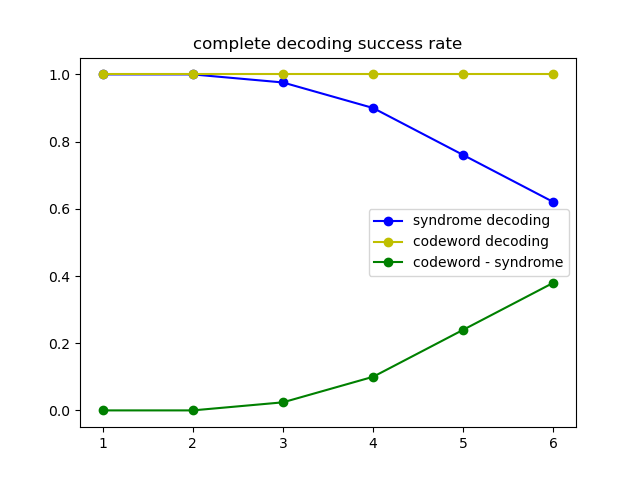 complete decoding success rate
1.0
0.8
0.6
0.4
0.2
0.0
syndrome decoding
codeword decoding
codeword - syndrome
1 2 3 4 5 6